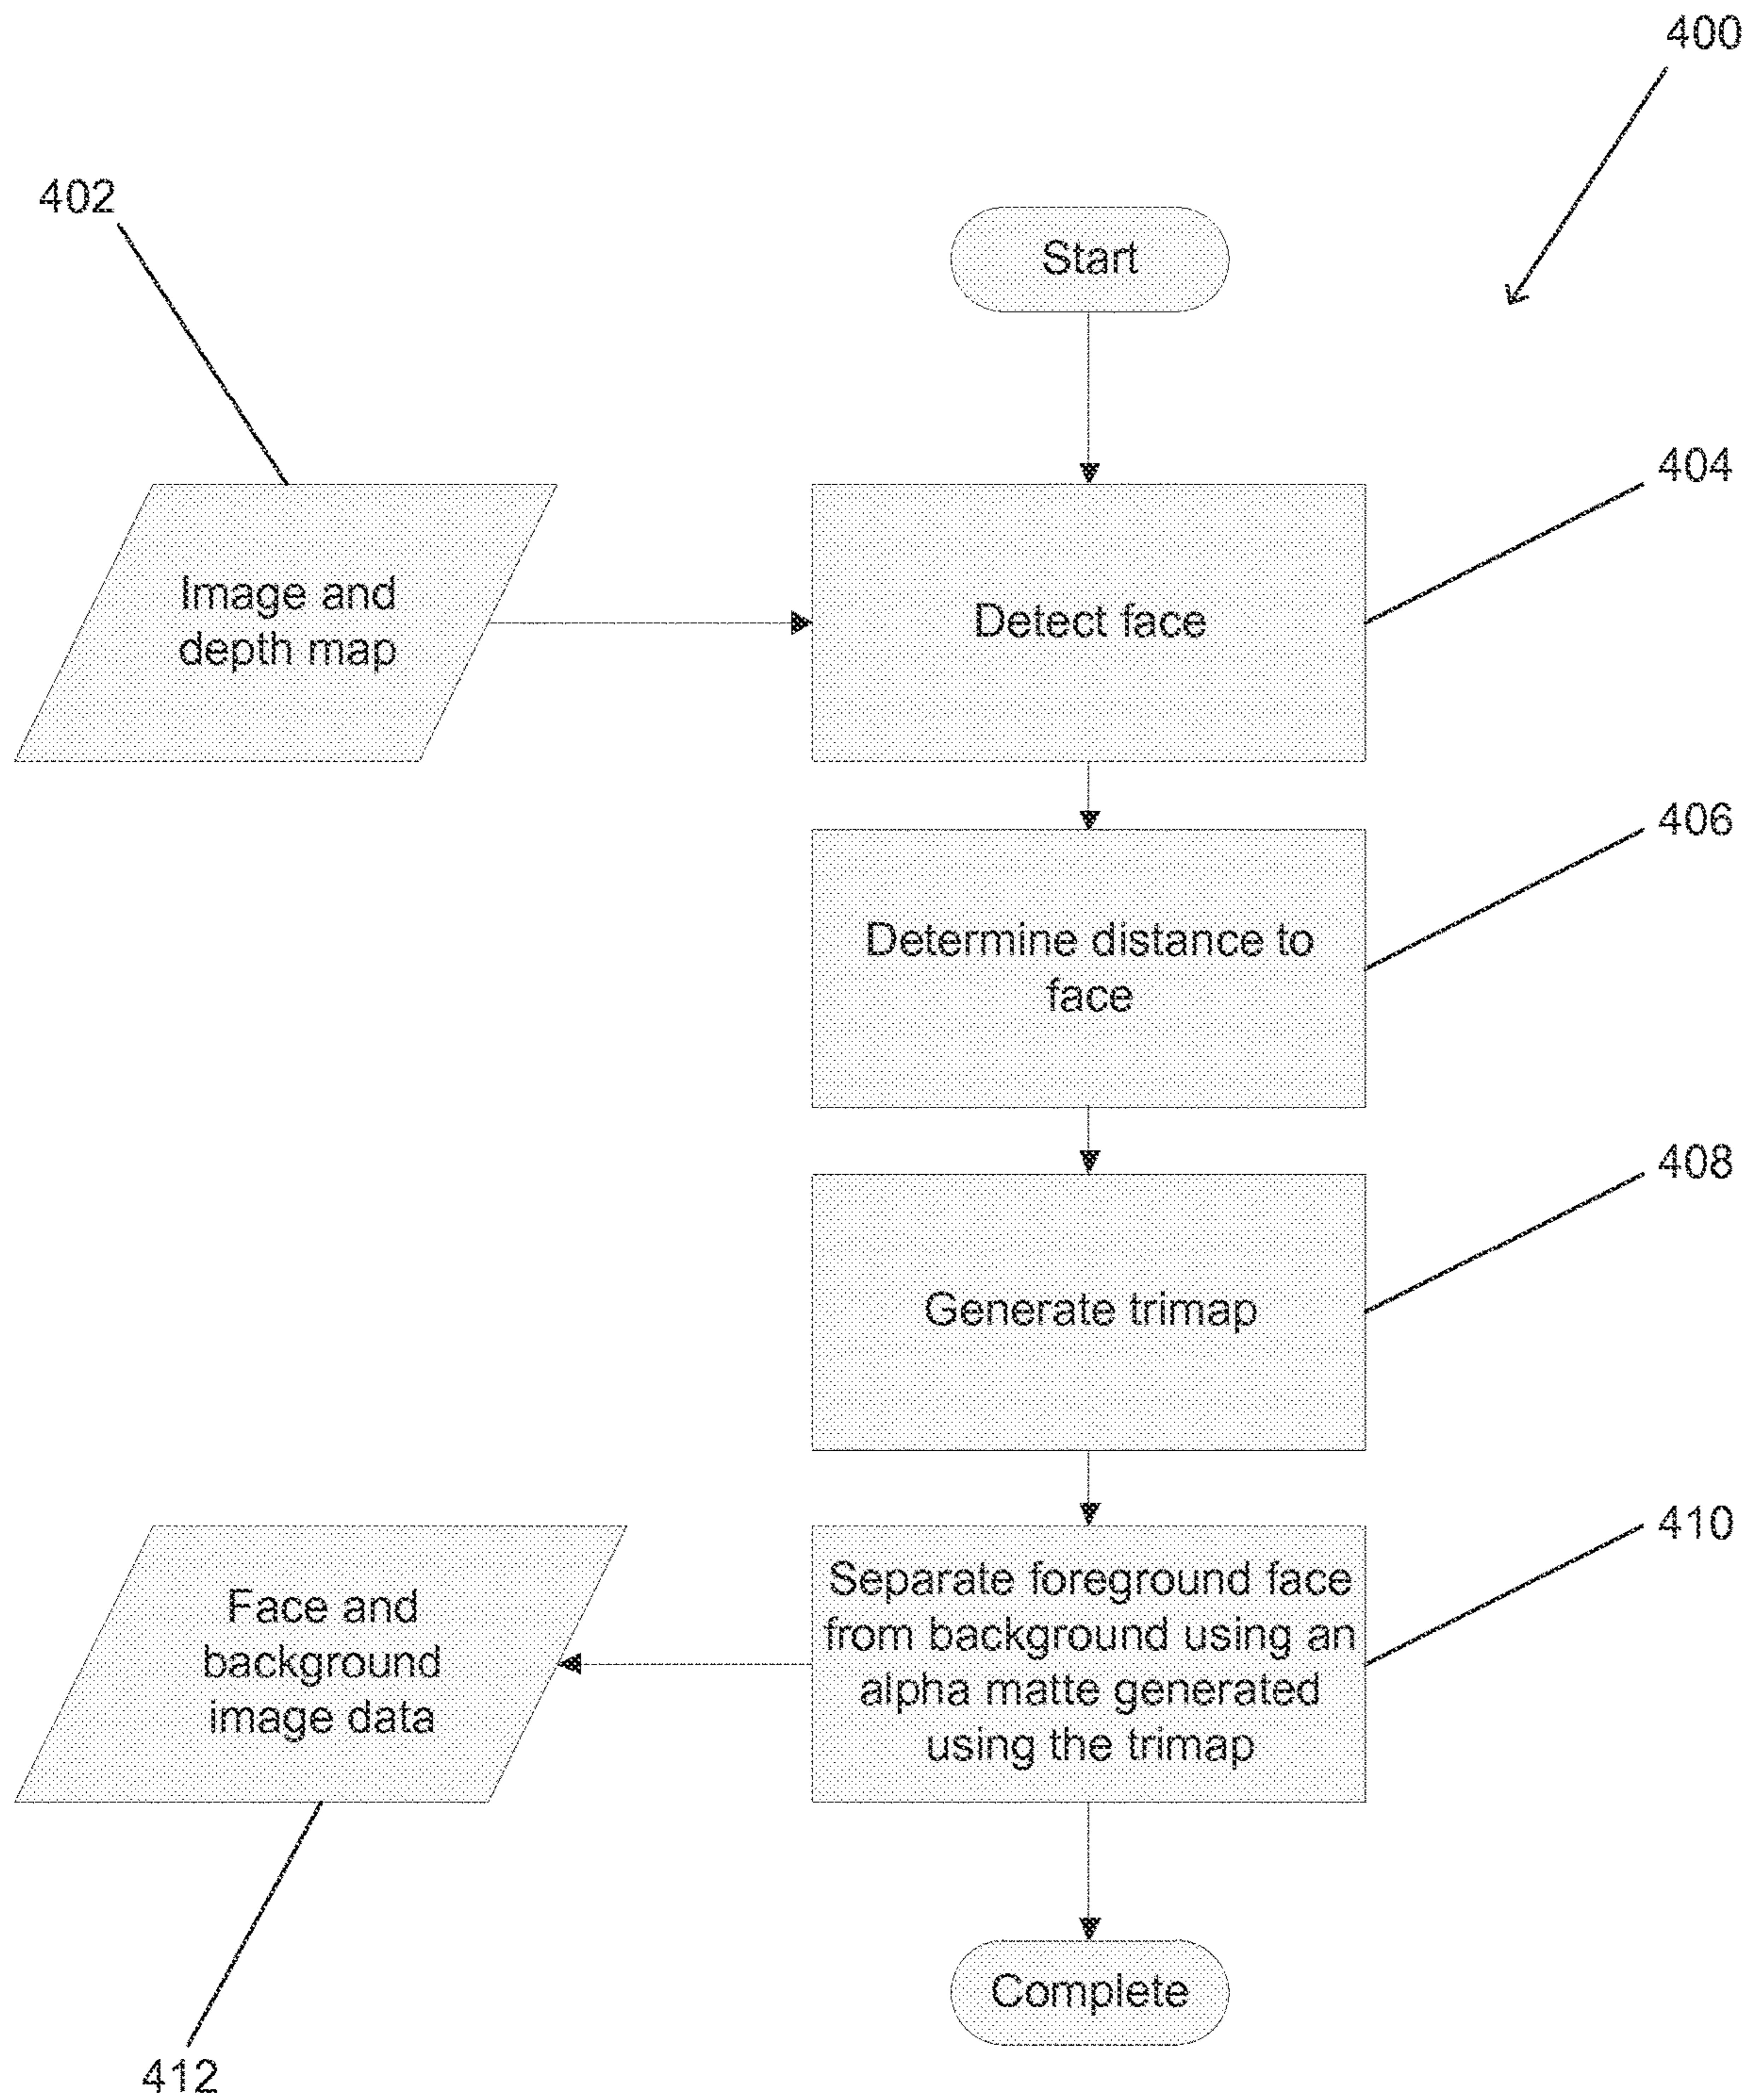 400
402
Start
404
Image and
depth map
Detect face
406
Determine distance to
face
408
Generate trimap
410
Separate foreground face
from background using an
alpha matte generated
using the trimap
Face and
background
image data
Complete
412